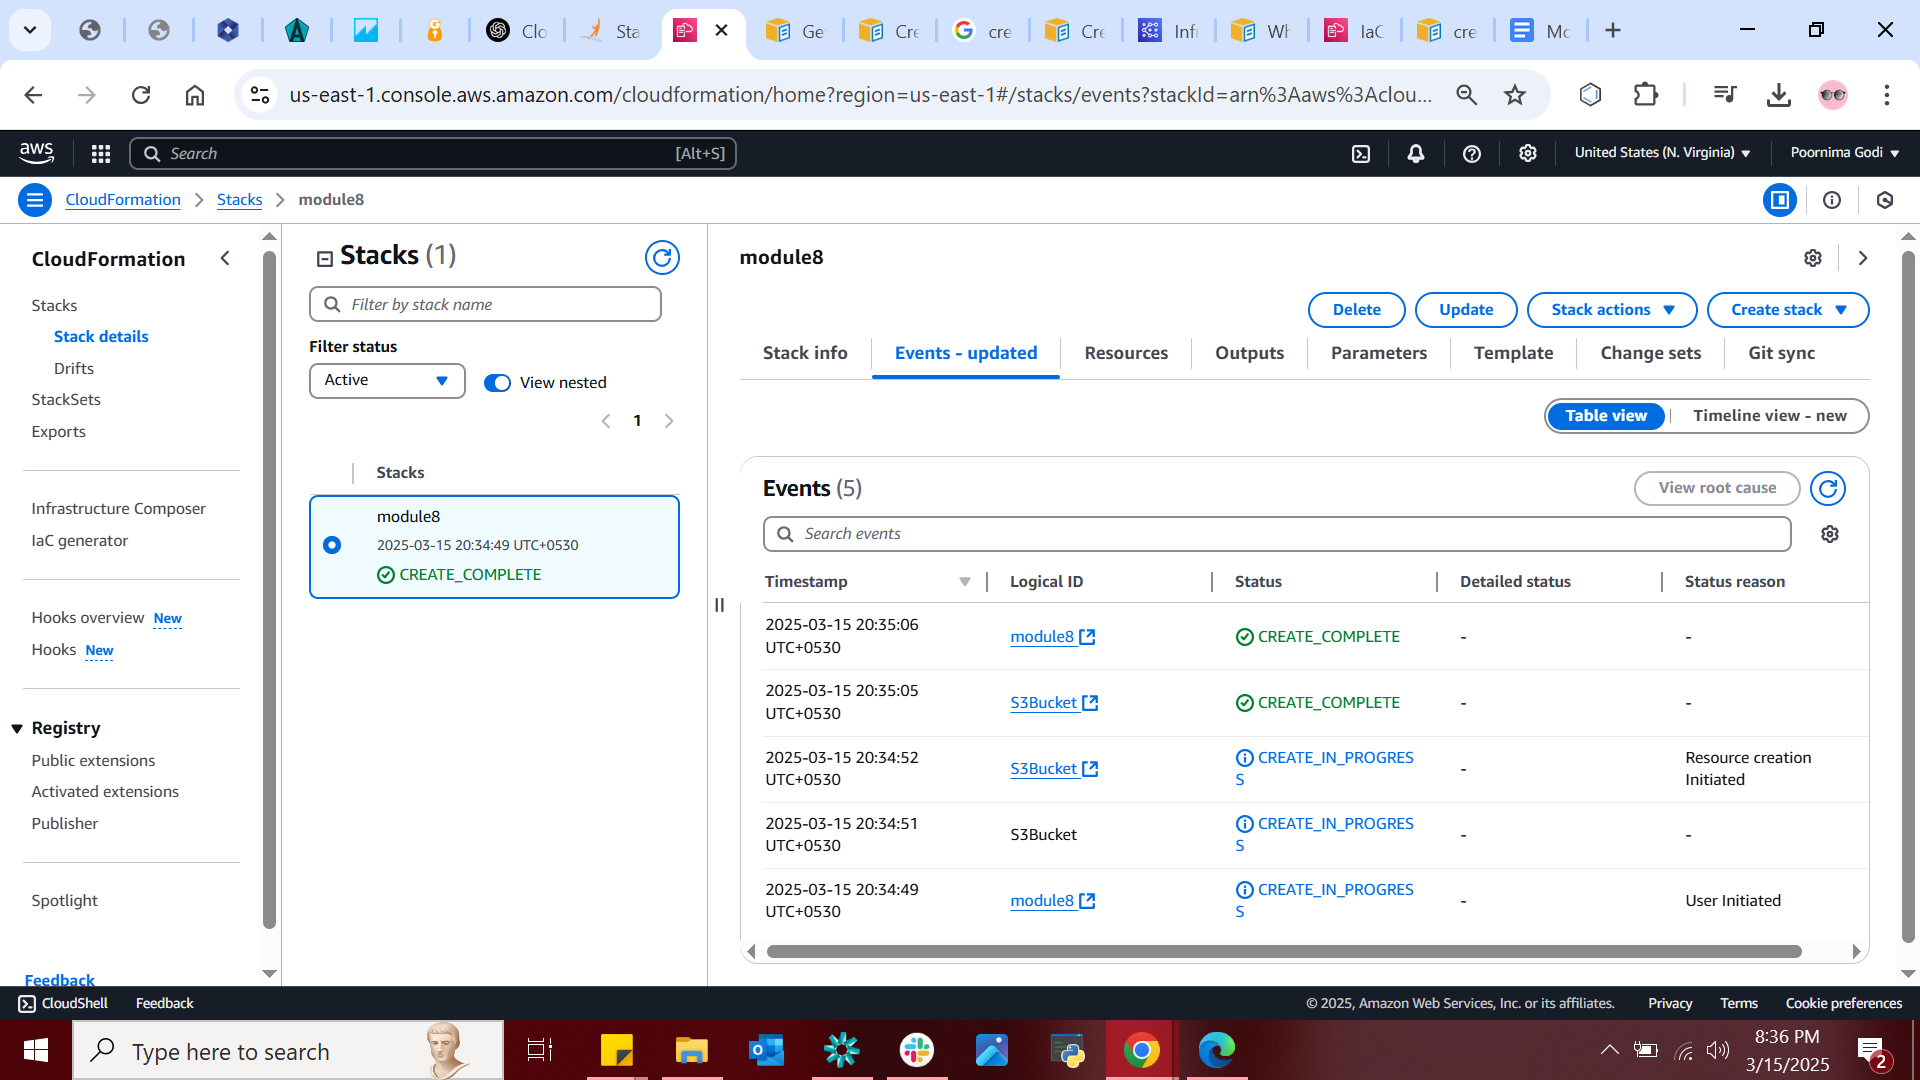 Clo
Sta
Ge
Cre
cre
Cre
Infr
Wh
IaC
cre
Mo
us-east-1.console.aws.amazon.com/cloudformation/home?region=us-east-1#/stacks/events?stackId=arn%3Aaws%3Aclou...
aws
Search
[Alt+S]
United States (N. Virginia)
Poornima Godi
CloudFormation
Stacks
module8
CloudFormation
Stacks
Stack details
Drifts
StackSets
Exports
Infrastructure Composer
IaC generator
Hooks overview New
Hooks New
Registry
Public extensions
Activated extensions
Publisher
Spotlight
Feedback
Stacks (1)
Filter by stack name
Filter status
Active
View nested
1
Stacks
module8
2025-03-15 20:34:49 UTC+0530
CREATE_COMPLETE
module8
Delete
Update
Stack actions
Create stack
Stack info
Events - updated
Resources
Outputs
Parameters
Template
Change sets
Git sync
Table view
Timeline view - new
Events (5)
View root cause
Search events
Timestamp
Logical ID
Status
Detailed status
Status reason
2025-03-15 20:35:06
UTC+0530
module8
CREATE_COMPLETE
-
-
2025-03-15 20:35:05
UTC+0530
S3Bucket
CREATE_COMPLETE
-
-
2025-03-15 20:34:52
UTC+0530
S3Bucket
CREATE_IN_PROGRES
S
-
Resource creation
Initiated
2025-03-15 20:34:51
UTC+0530
S3Bucket
CREATE_IN_PROGRES
S
-
-
2025-03-15 20:34:49
UTC+0530
module8
CREATE_IN_PROGRES
S
-
User Initiated
CloudShell
Feedback
© 2025, Amazon Web Services, Inc. or its affiliates.
Privacy
Terms
Cookie preferences
Type here to search
8:36 PM
3/15/2025
2